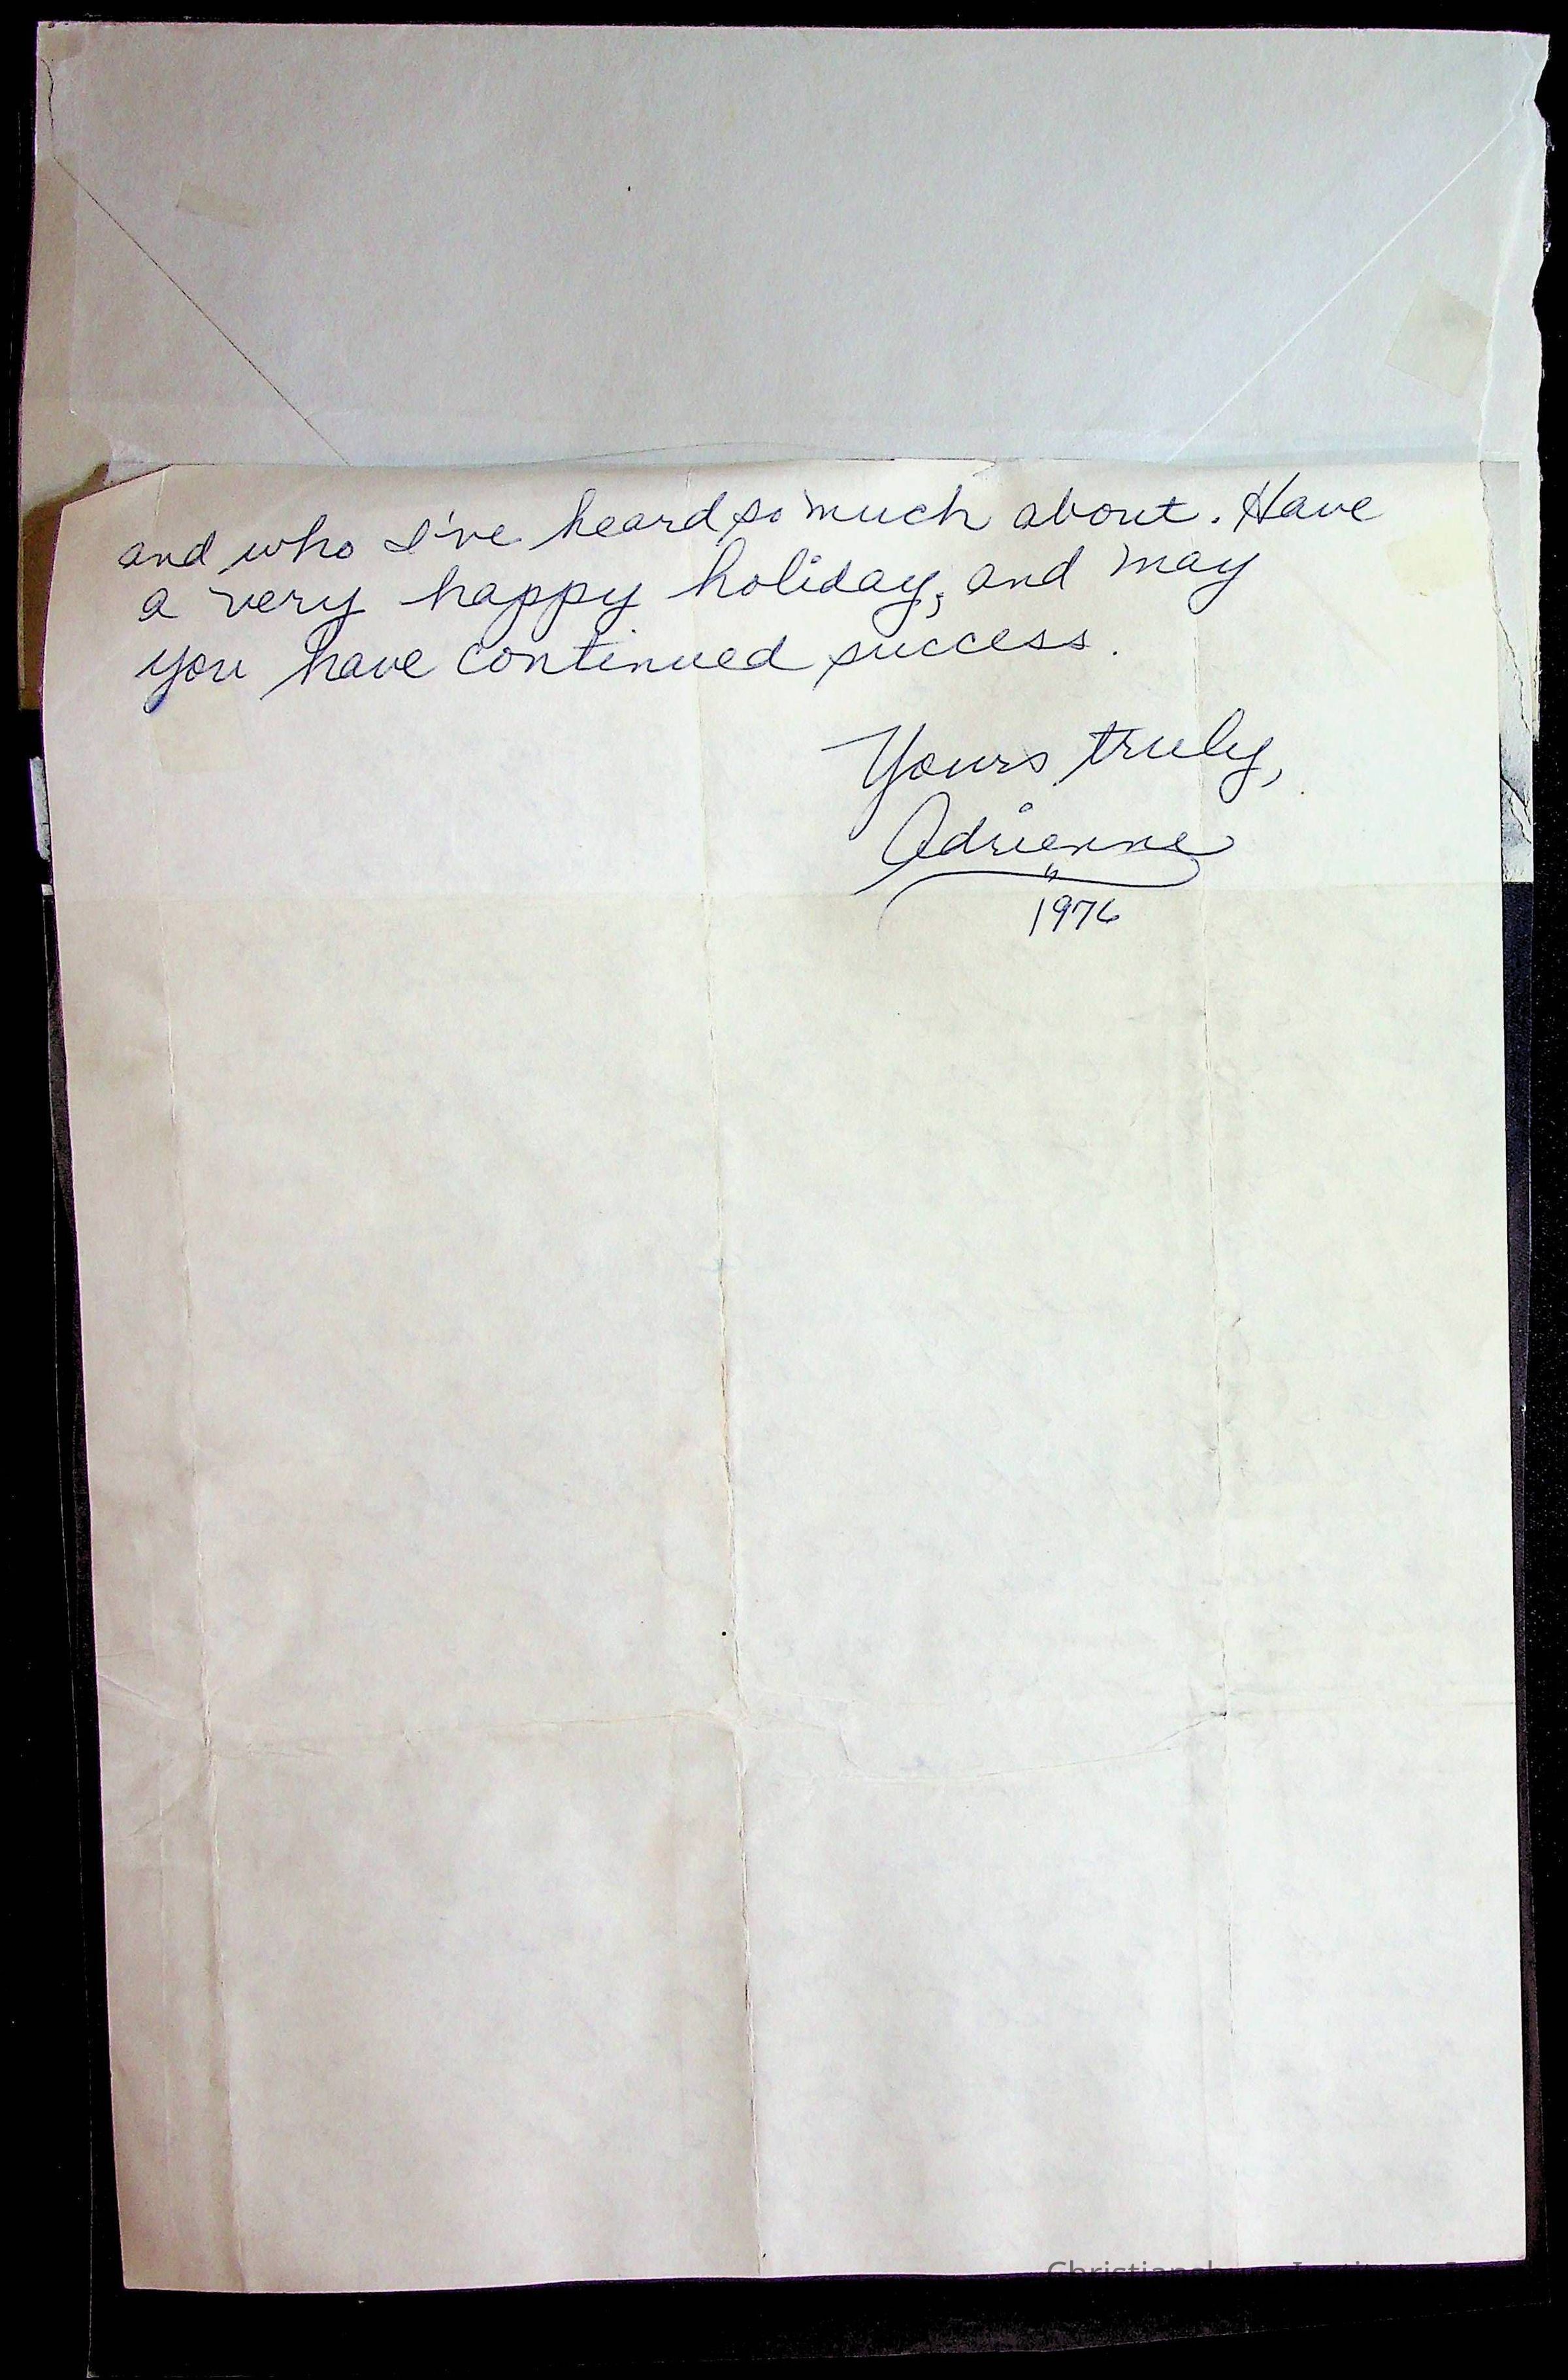 and who I've heard so much about. Have
a very happy holiday, and may
you have continued success.
Yours truly,
Adrienne
1976